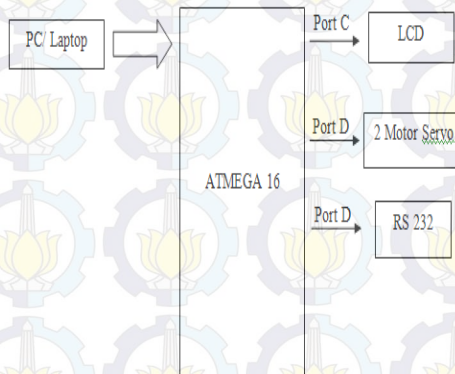 PC/ Laptop
ATMEGA 16
Port C
LCD
Port D
2 Motor Servo
Port D
RS 232